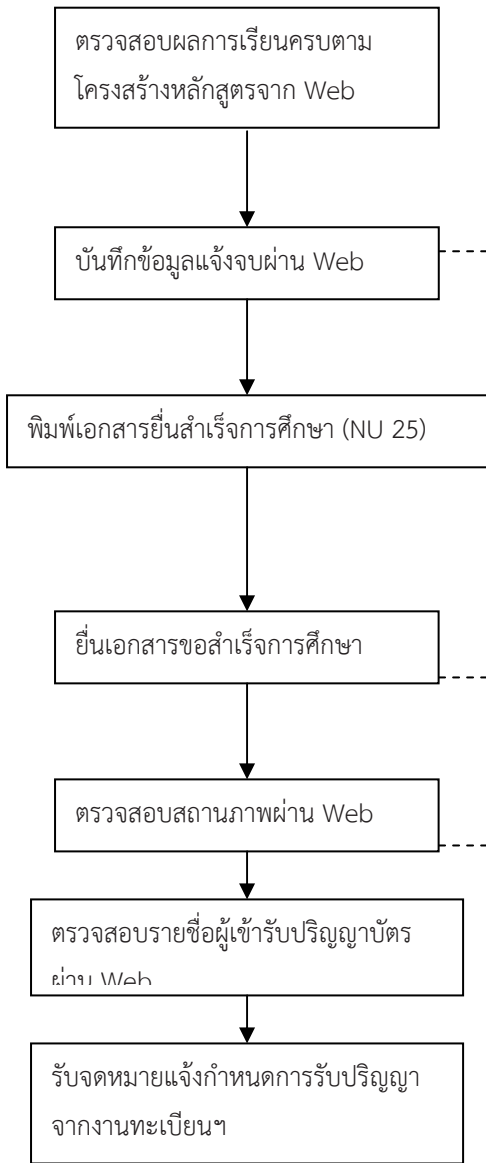 ตรวจสอบผลการเรียนครบตาม
โครงสร้างหลักสูตรจาก Web
บันทึกข้อมูลแจ้งจบผ่าน Web
พิมพ์เอกสารยื่นสำเร็จการศึกษา (NU 25)
ยื่นเอกสารขอสำเร็จการศึกษา
ตรวจสอบสถานภาพผ่าน Web
ตรวจสอบรายชื่อผู้เข้ารับปริญญาบัตร
ผ่าน Web
รับจดหมายแจ้งกำหนดการรับปริญญา
จากงานทะเบียนฯ